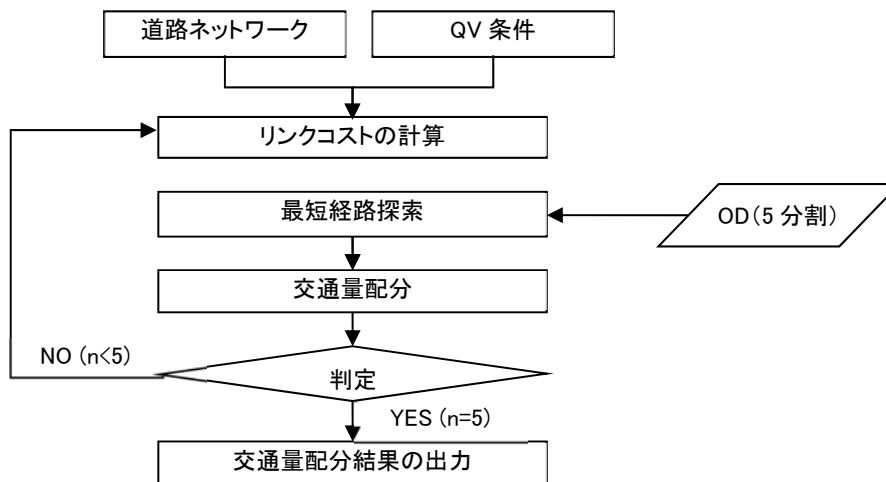 道路ネットワーク
QV 条件
リンクコストの計算
最短経路探索
OD(5 分割)
交通量配分
NO (n<5)
判定
YES (n=5)
交通量配分結果の出力